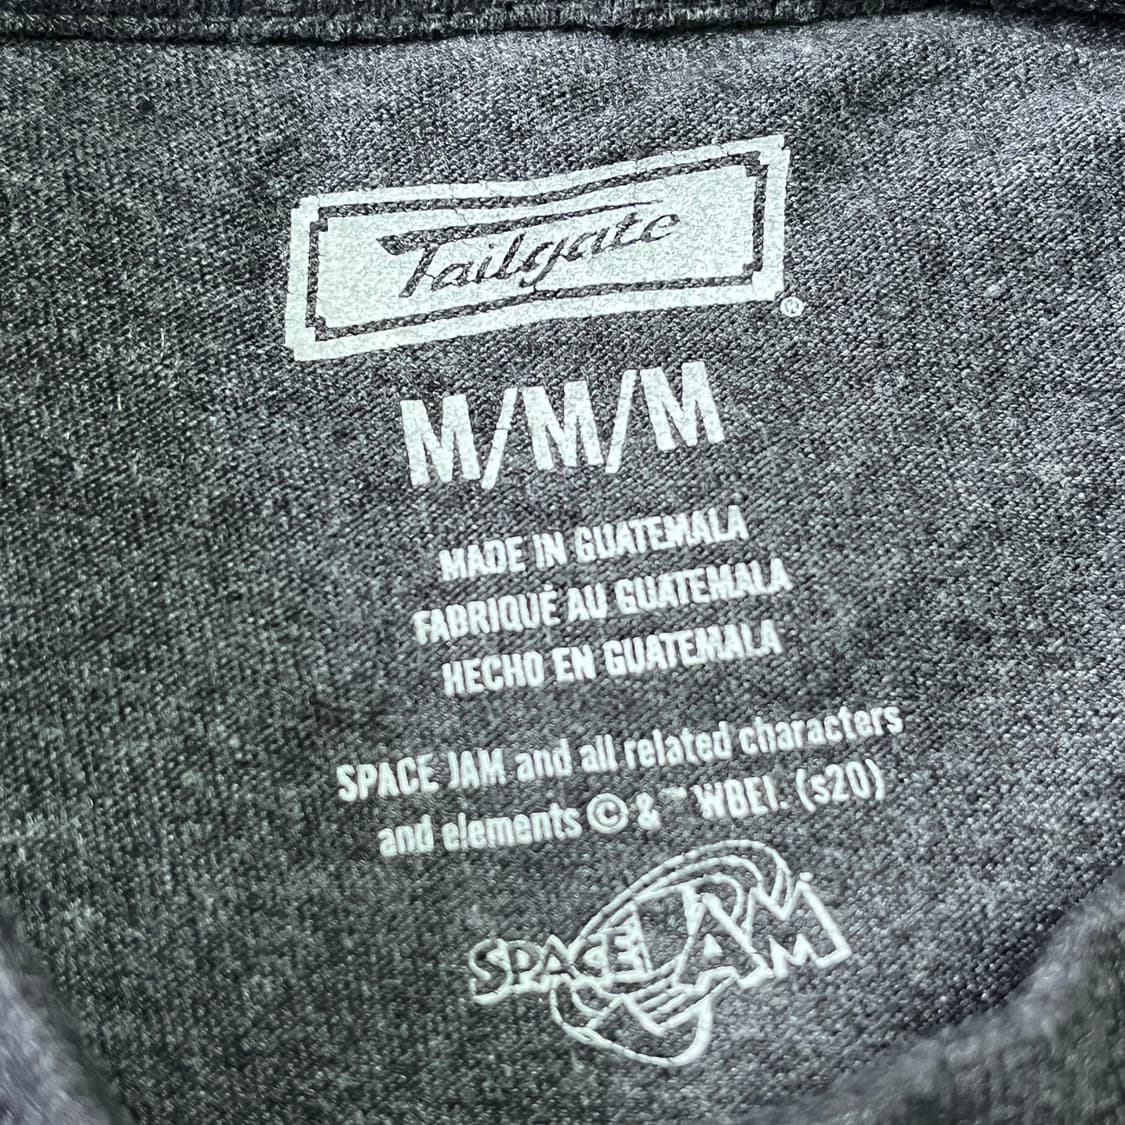 Tailgate
®
M/M/M
MADE IN GUATEMALA
FABRIQUÉ AU GUATEMALA
HECHO EN GUATEMALA
SPACE JAM and all related characters
and elements © & ™ WBEI. (s20)
SPACE JAM